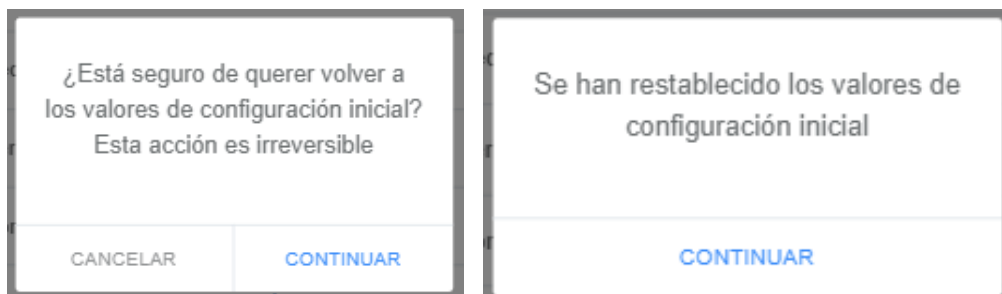 ¿Está seguro de querer volver a
los valores de configuración inicial?
Esta acción es irreversible
CANCELAR
CONTINUAR
Se han restablecido los valores de
configuración inicial
CONTINUAR